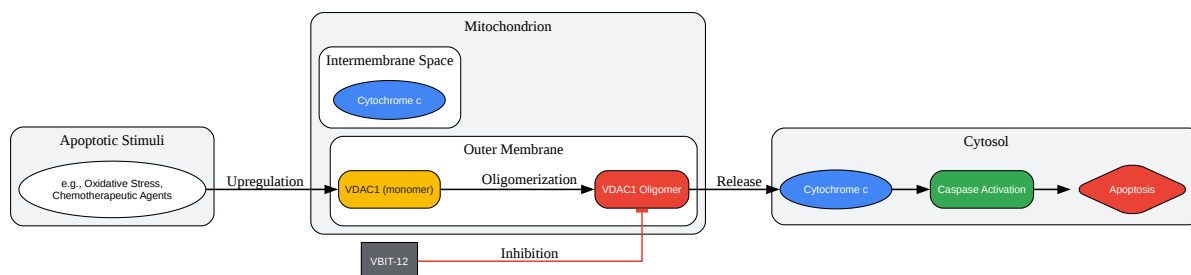 Mitochondrion
Intermembrane Space
Cytochrome c
Apoptotic Stimuli
e.g., Oxidative Stress,
Chemotherapeutic Agents
Upregulation
Outer Membrane
VDAC1 (monomer)
Oligomerization
VDAC1 Oligomer
Release
Cytosol
Cytochrome c
Caspase Activation
Apoptosis
VBIT-12
Inhibition